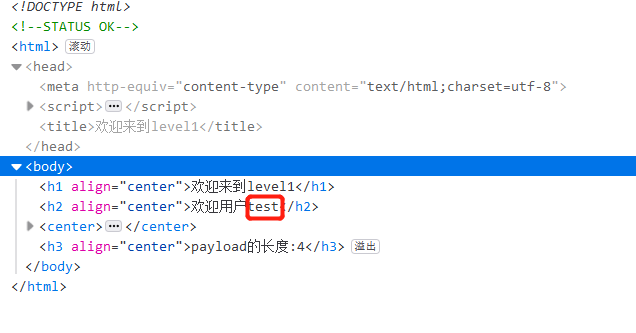 <!DOCTYPE html>
<!--STATUS OK-->
<html> 滚动
<head>
<meta http-equiv="content-type" content="text/html;charset=utf-8">
<script> ••• </script>
<title>欢迎来到level1</title>
</head>
<body>
<h1 align="center">欢迎来到level1</h1>
<h2 align="center">欢迎用户test</h2>
<center> ••• </center>
<h3 align="center">payload的长度:4</h3> 溢出
</body>
</html>